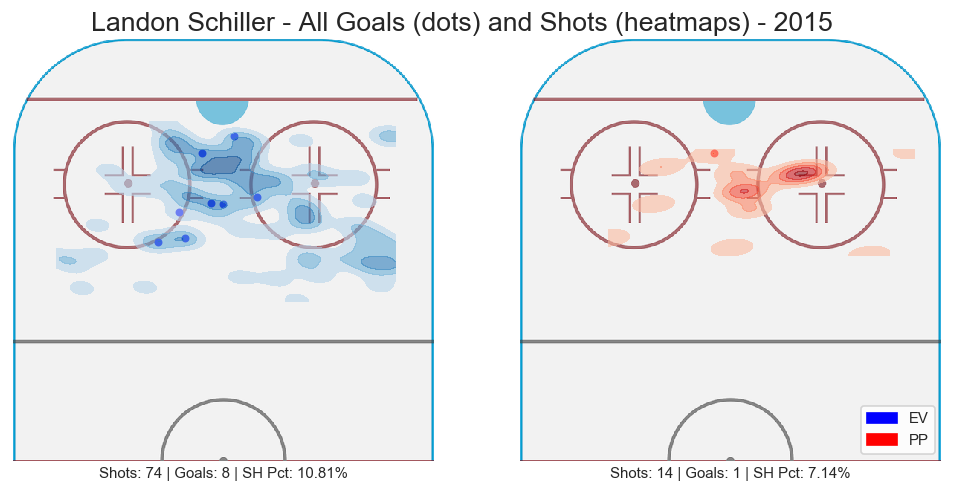 Landon Schiller - All Goals (dots) and Shots (heatmaps) - 2015
EV
PP
Shots: 74 | Goals: 8 | SH Pct: 10.81%
Shots: 14 | Goals: 1 | SH Pct: 7.14%